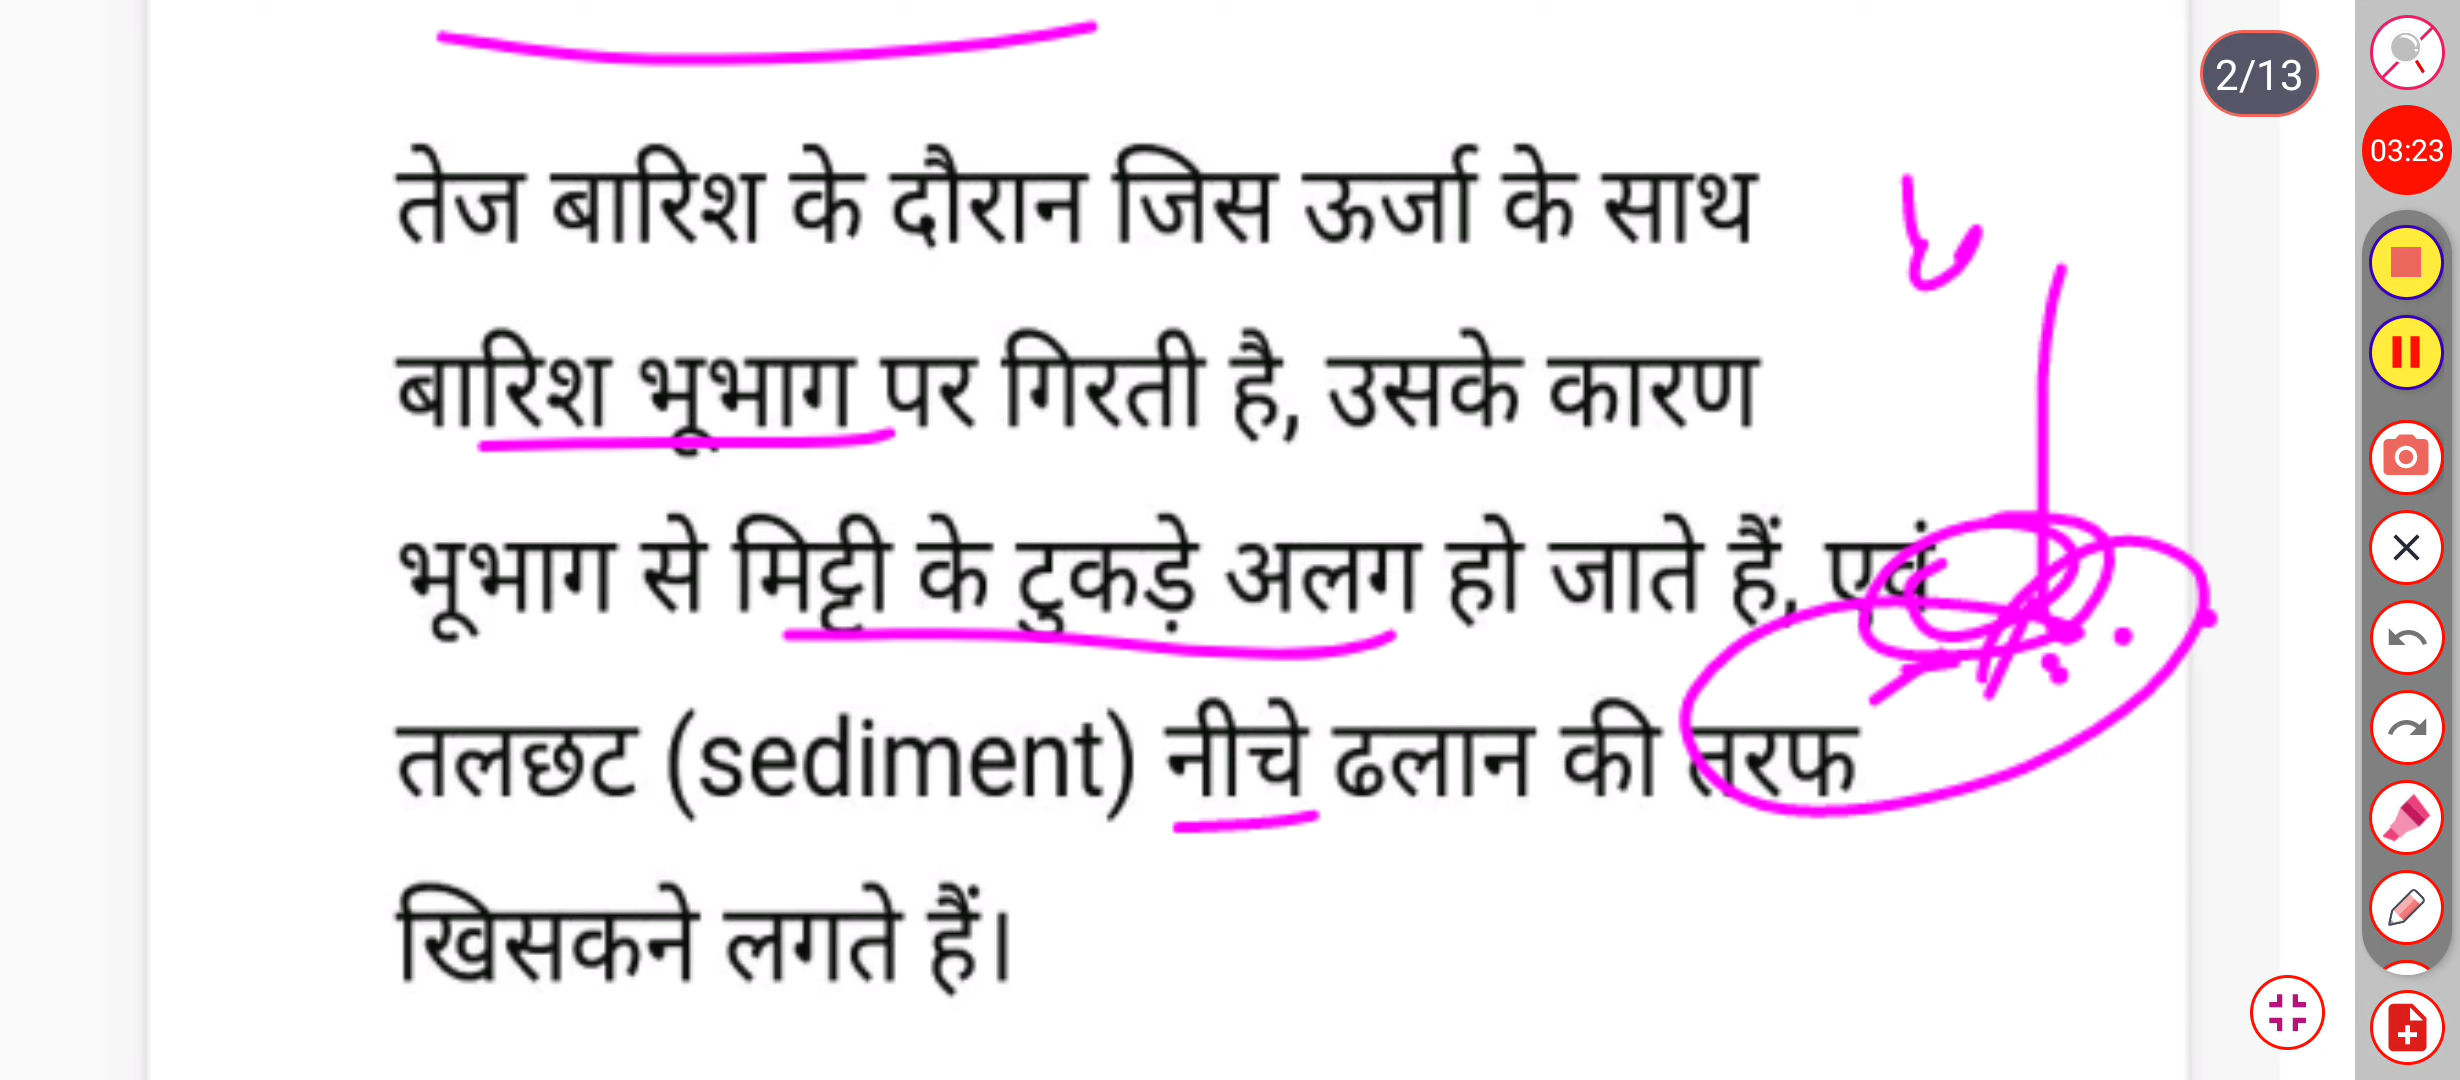 2/13
03:23
तेज बारिश के दौरान जिस ऊर्जा के साथ
बारिश भूभाग पर गिरती है, उसके कारण
भूभाग से मिट्टी के टुकड़े अलग हो जाते हैं, एवं
तलछट (sediment) नीचे ढलान की तरफ
खिसकने लगते हैं।